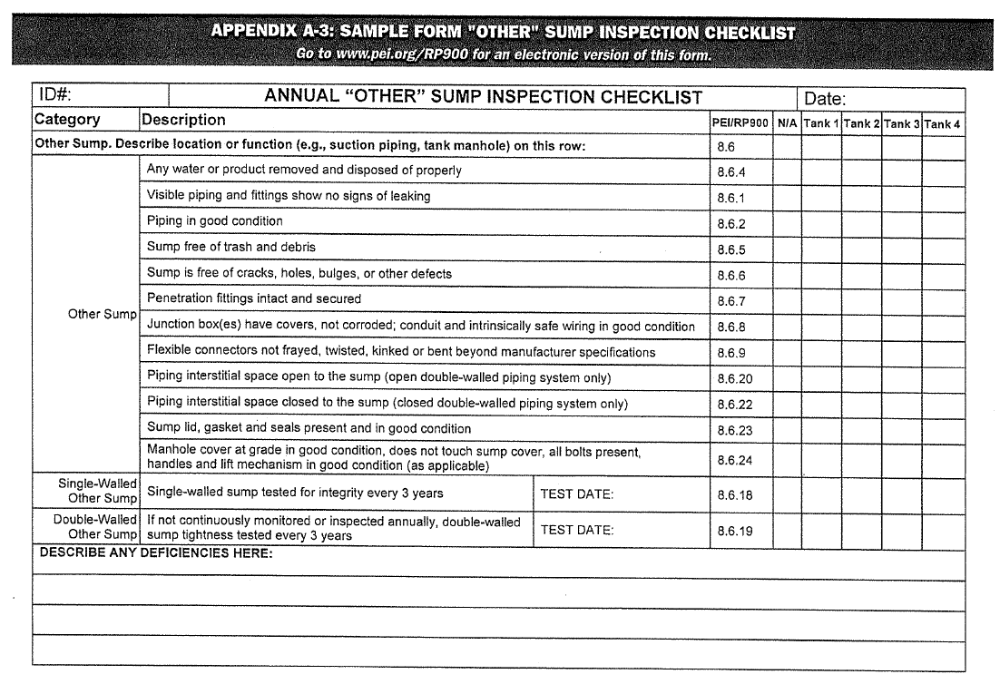 APPENDIX A-3: SAMPLE FORM "OTHER" SUMP INSPECTION CHECKLIST
Go to www.pei.org/RP900 for an electronic version of this form.
ID#: ANNUAL “OTHER” SUMP INSPECTION CHECKLIST Date:
Category Description PEI/RP900 N/A Tank 1 Tank 2 Tank 3 Tank 4
Other Sump. Describe location or function (e.g., suction piping, tank manhole) on this row: 8.6
Any water or product removed and disposed of properly 8.6.4
Visible piping and fittings show no signs of leaking 8.6.1
Piping in good condition 8.6.2
Sump free of trash and debris 8.6.5
Sump is free of cracks, holes, bulges, or other defects 8.6.6
Penetration fittings intact and secured 8.6.7
Other Sump
Junction box(es) have covers, not corroded; conduit and intrinsically safe wiring in good condition 8.6.8
Flexible connectors not frayed, twisted, kinked or bent beyond manufacturer specifications 8.6.9
Piping interstitial space open to the sump (open double-walled piping system only) 8.6.20
Piping interstitial space closed to the sump (closed double-walled piping system only) 8.6.22
Sump lid, gasket and seals present and in good condition 8.6.23
Manhole cover at grade in good condition, does not touch sump cover, all bolts present,
handles and lift mechanism in good condition (as applicable) 8.6.24
Single-Walled
Other Sump Single-walled sump tested for integrity every 3 years TEST DATE: 8.6.18
Double-Walled If not continuously monitored or inspected annually, double-walled
Other Sump sump tightness tested every 3 years TEST DATE: 8.6.19
DESCRIBE ANY DEFICIENCIES HERE: